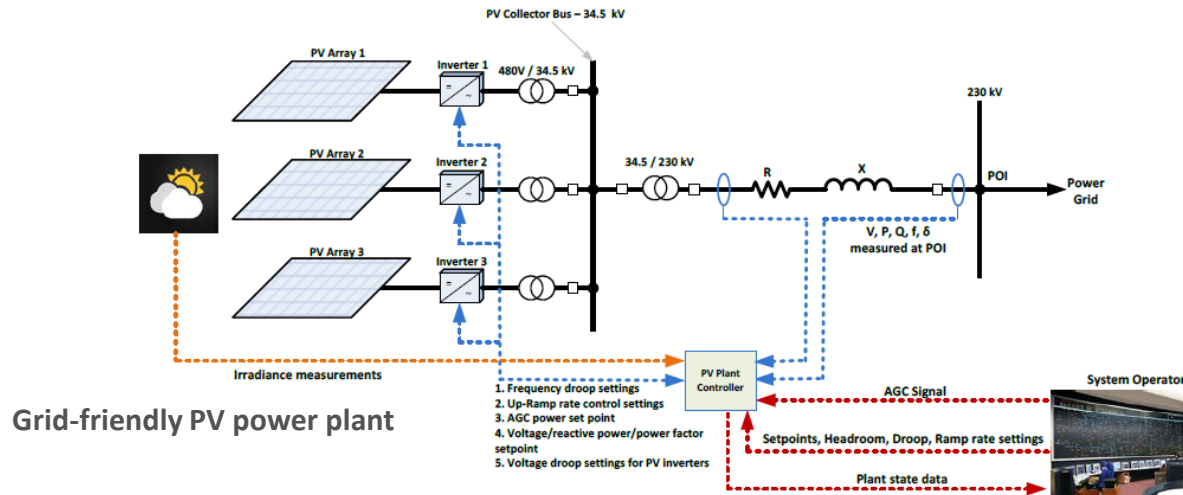 PV Collector Bus – 34.5 kV
PV Array 1
Inverter 1
480V / 34.5 kV
230 kV
PV Array 2
Inverter 2
34.5 / 230 kV
R
X
POI
Power
Grid
V, P, Q, f, δ
measured at POI
PV Array 3
Inverter 3
Irradiance measurements
PV Plant
Controller
System Operator
1. Frequency droop settings
2. Up-Ramp rate control settings
3. AGC power set point
4. Voltage/reactive power/power factor
setpoint
5. Voltage droop settings for PV inverters
AGC Signal
Setpoints, Headroom, Droop, Ramp rate settings
Plant state data
Grid-friendly PV power plant